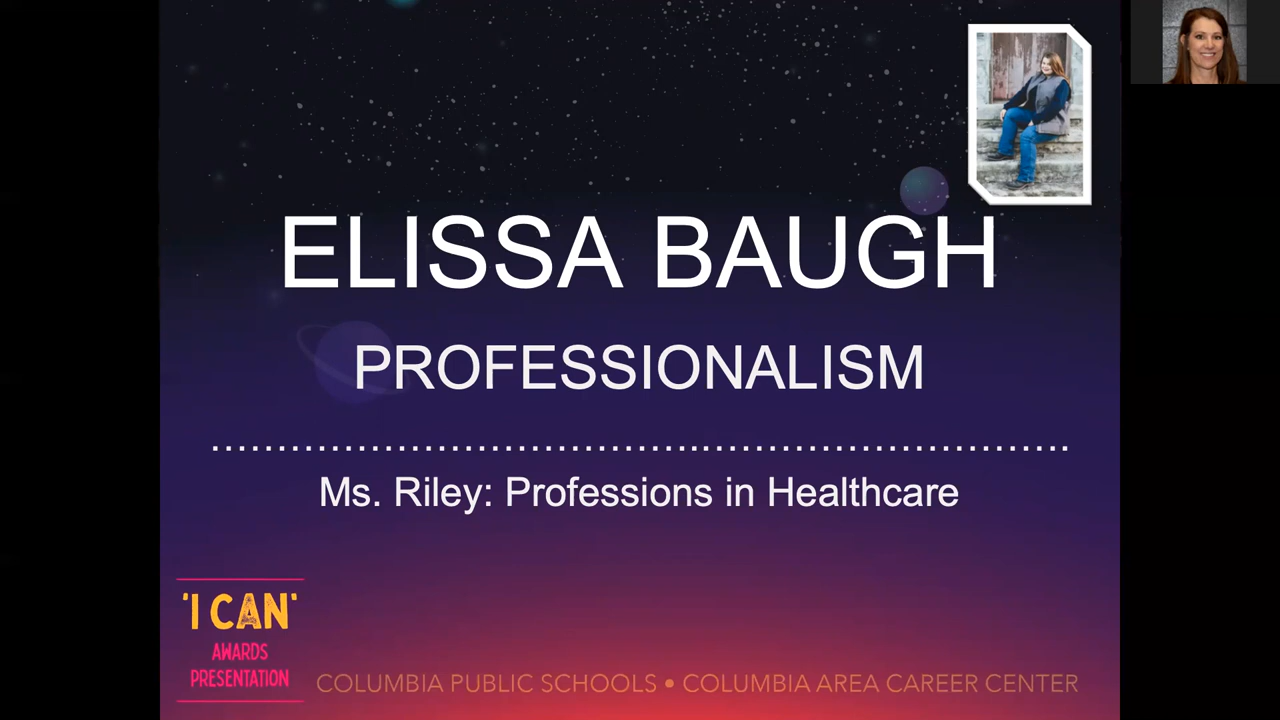 ELISSA BAUGH
PROFESSIONALISM
Ms. Riley: Professions in Healthcare
'I CAN'
AWARDS
PRESENTATION
COLUMBIA PUBLIC SCHOOLS • COLUMBIA AREA CAREER CENTER